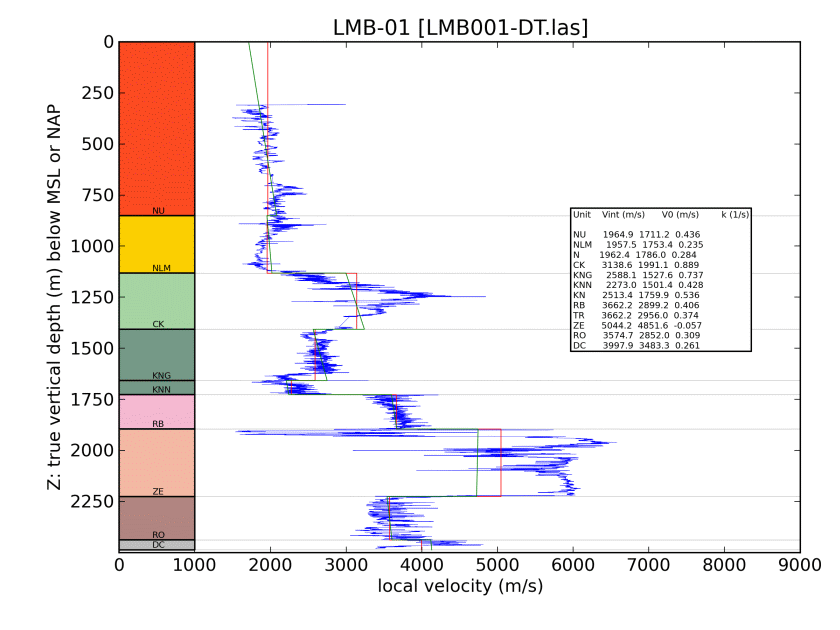 LMB-01 [LMB001-DT.las]
Z: true vertical depth (m) below MSL or NAP
0
250
500
750
1000
1250
1500
1750
2000
2250
NU
NLM
CK
KNG
KNN
RB
ZE
RO
DC
Unit Vint (m/s) V0 (m/s) k (1/s)
NU 1964.9 1711.2 0.436
NLM 1957.5 1753.4 0.235
N 1962.4 1786.0 0.284
CK 3138.6 1991.1 0.889
KNG 2588.1 1527.6 0.737
KNN 2273.0 1501.4 0.428
KN 2513.4 1759.9 0.536
RB 3662.2 2899.2 0.406
TR 3662.2 2956.0 0.374
ZE 5044.2 4851.6 -0.057
RO 3574.7 2852.0 0.309
DC 3997.9 3483.3 0.261
0 1000 2000 3000 4000 5000 6000 7000 8000 9000
local velocity (m/s)